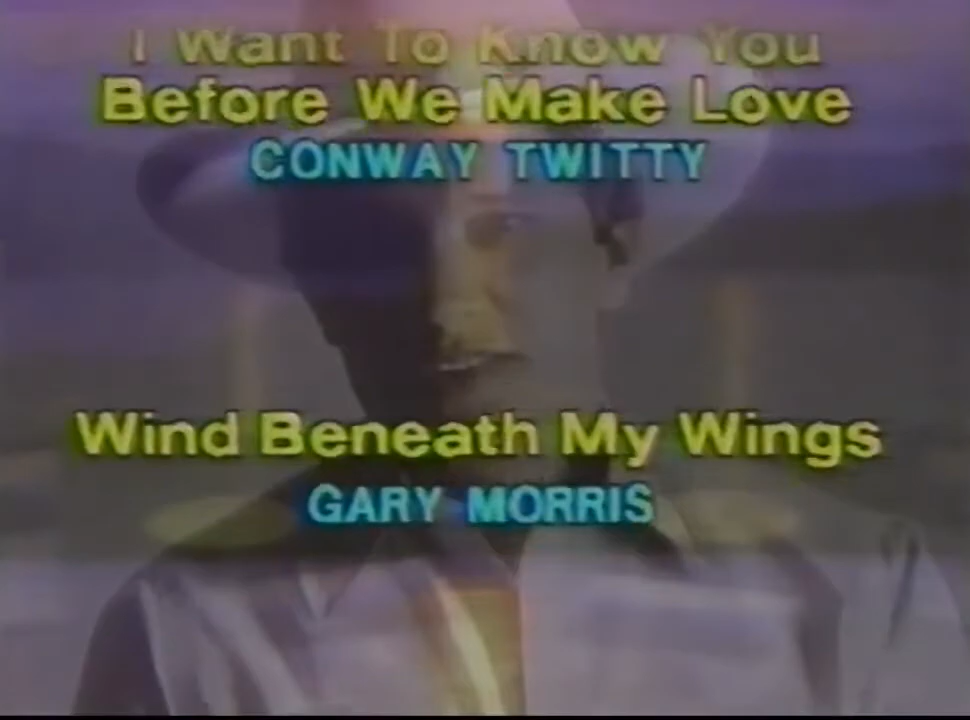 I Want To Know You
Before We Make Love
CONWAY TWITTY
Wind Beneath My Wings
GARY MORRIS